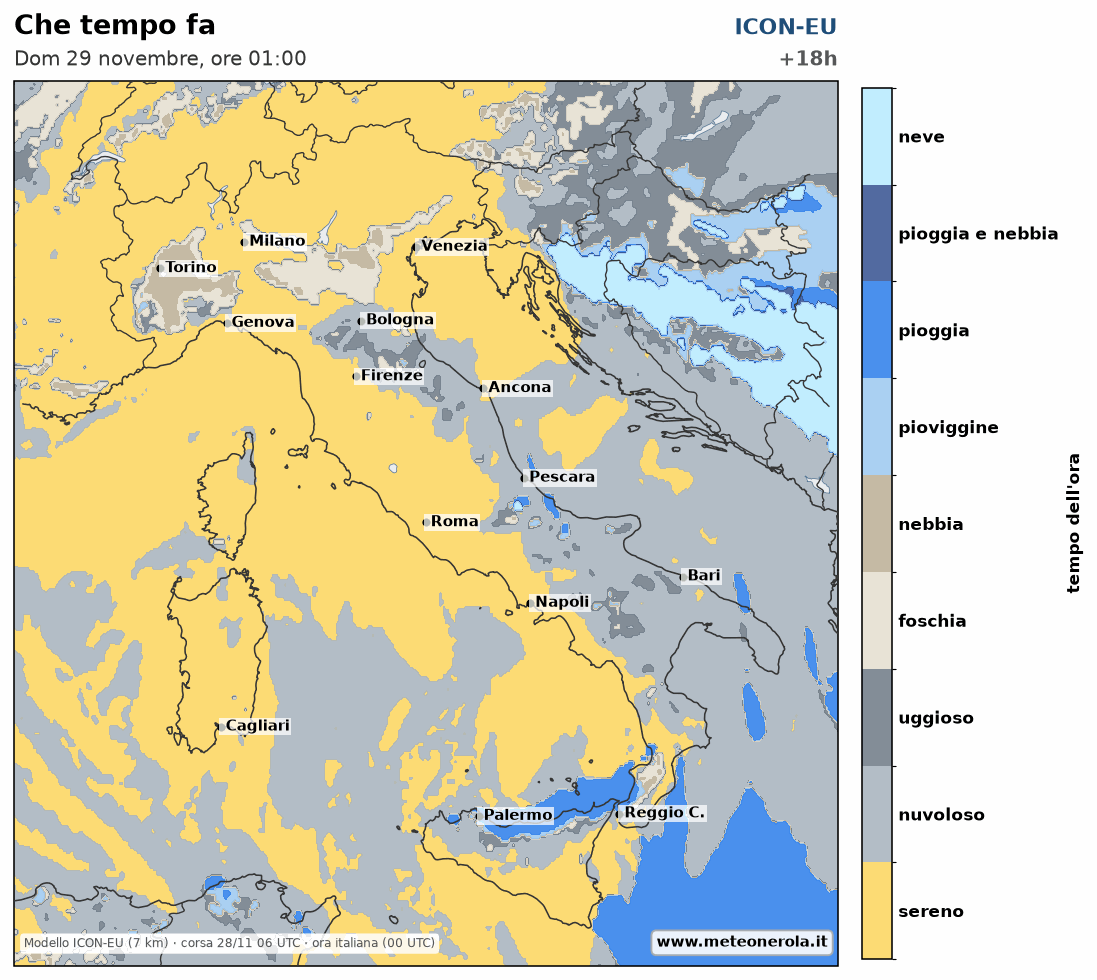 Che tempo fa
ICON-EU
Dom 29 novembre, ore 01:00
+18h
neve
pioggia e nebbia
pioggia
pioviggine
nebbia
foschia
uggioso
nuvoloso
sereno
tempo dell'ora
Milano
Venezia
Torino
Genova
Bologna
Firenze
Ancona
Pescara
Roma
Bari
Napoli
Cagliari
Palermo
Reggio C.
Modello ICON-EU (7 km) · corsa 28/11 06 UTC · ora italiana (00 UTC)
www.meteonerola.it